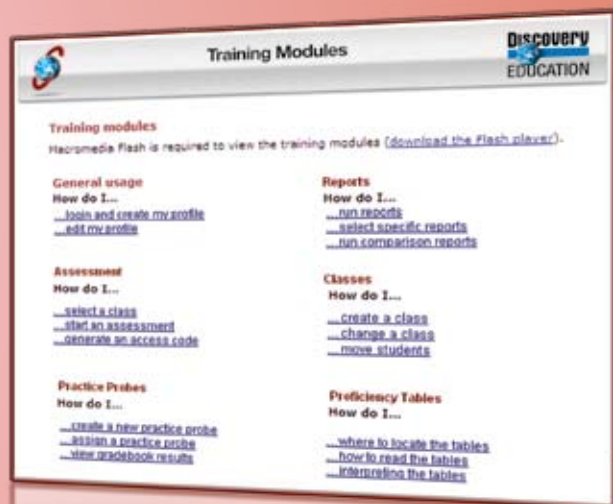 Training Modules
Discovery
EDUCATION
Training modules
Macromedia Flash is required to view the training modules (download the Flash player).
General usage
How do I...
...login and create my profile
...edit my profile
Reports
How do I...
...run reports
...select specific reports
...run comparison reports
Assessment
How do I...
...select a class
...start an assessment
...generate an access code
Classes
How do I...
...create a class
...change a class
...move students
Practice Probes
How do I...
...create a new practice probe
...assign a practice probe
...view gradebook results
Proficiency Tables
How do I...
...where to locate the tables
...how to read the tables
...interpreting the tables